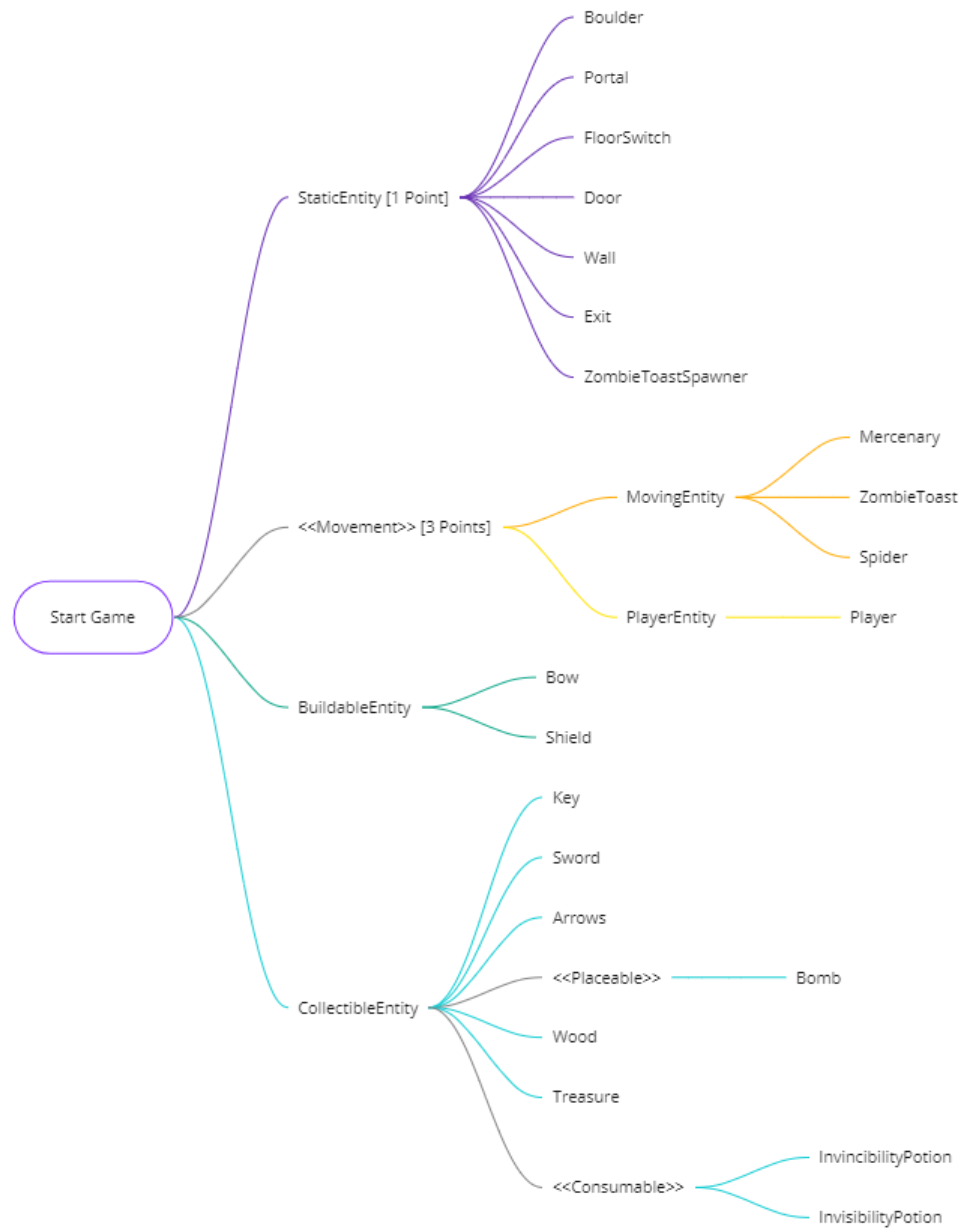 Boulder
Portal
FloorSwitch
StaticEntity [1 Point]
Door
Wall
Exit
ZombieToastSpawner
Mercenary
MovingEntity
ZombieToast
<<Movement>> [3 Points]
Spider
Start Game
PlayerEntity
Player
Bow
BuildableEntity
Shield
Key
Sword
Arrows
<<Placeable>>
Bomb
CollectibleEntity
Wood
Treasure
InvincibilityPotion
<<Consumable>>
InvisibilityPotion